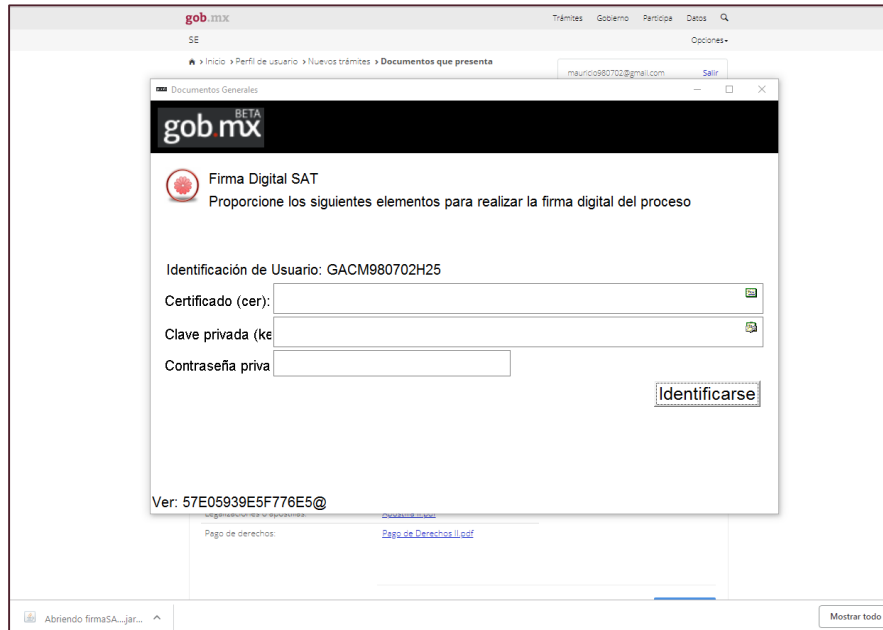 gob.mx
Trámites Gobierno Participa Datos
SE
Opciones
Inicio > Perfil de usuario > Nuevos trámites > Documentos que presenta
mauricio980702@gmail.com Salir
Documentos Generales
BETA
gob.mx
Firma Digital SAT
Proporcione los siguientes elementos para realizar la firma digital del proceso
Identificación de Usuario: GACM980702H25
Certificado (cer):
Clave privada (ke
Contraseña priva
Identificarse
Ver: 57E05939E5F776E5@
Pago de derechos: Pago de Derechos II.pdf
Abriendo firmaSA....jar...
Mostrar todo